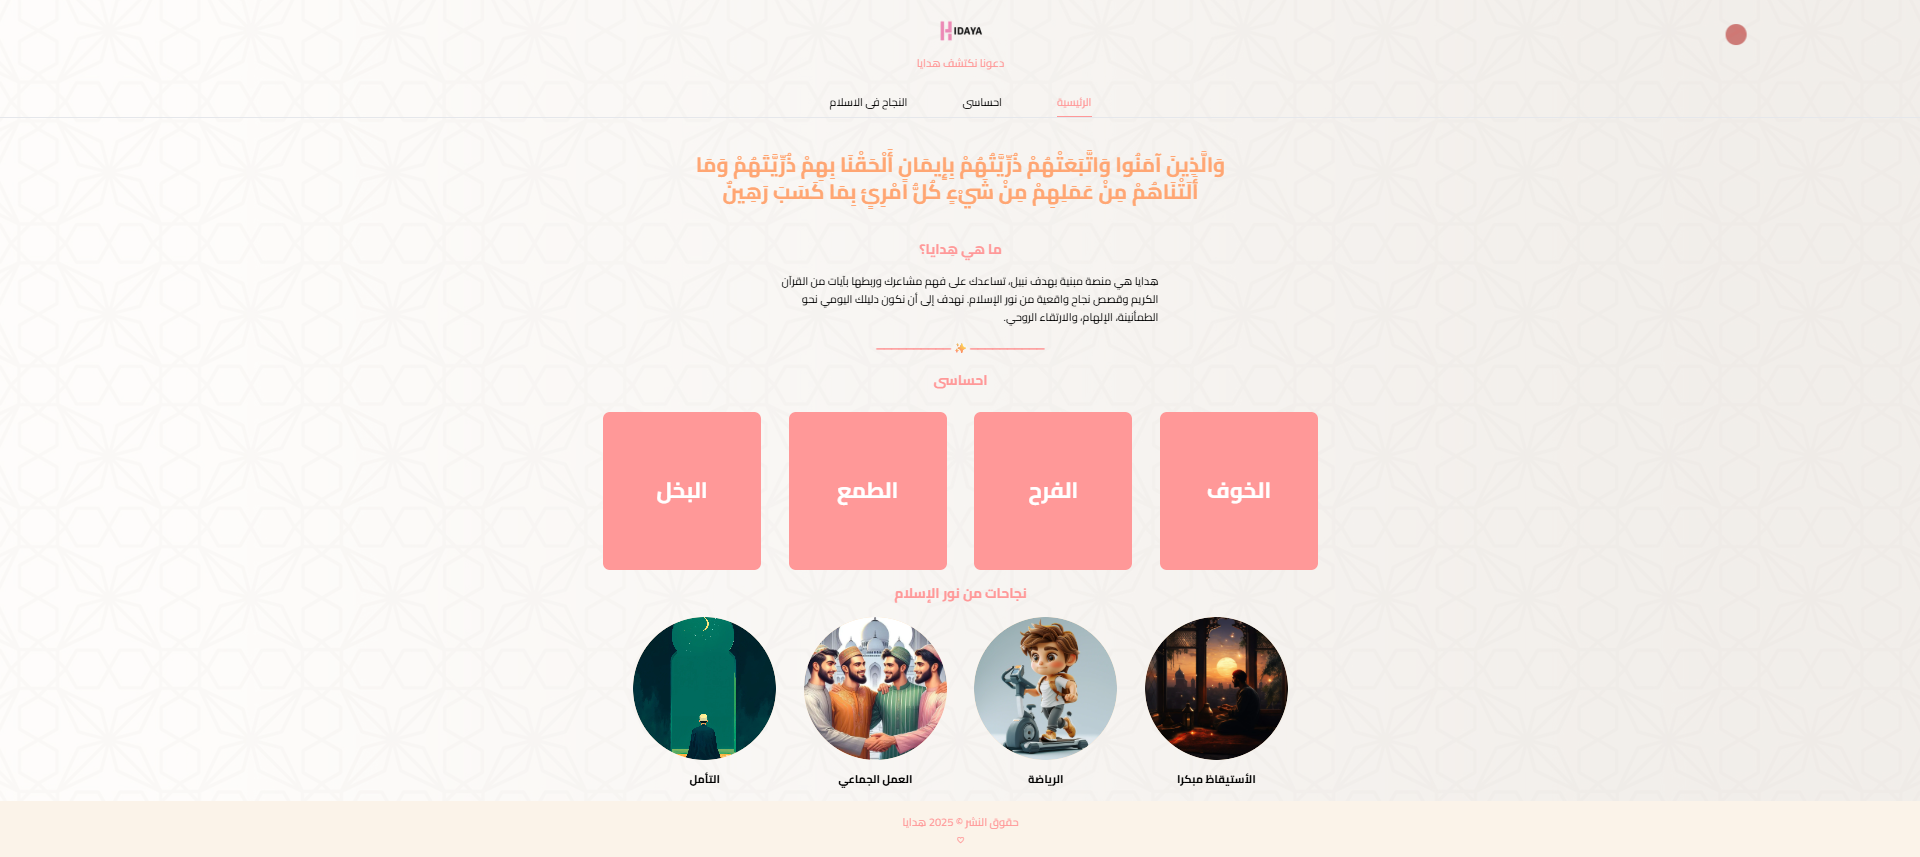 HIDAYA
دعونا نكتشف هدايا
الرئيسية
احساسى
النجاح فى الاسلام
وَالَّذِينَ آمَنُوا وَاتَّبَعَتْهُمْ ذُرِّيَّتُهُمْ بِإِيمَانٍ أَلْحَقْنَا بِهِمْ ذُرِّيَّتَهُمْ وَمَا
أَلَتْنَاهُمْ مِنْ عَمَلِهِمْ مِنْ شَيْءٍ كُلُّ امْرِئٍ بِمَا كَسَبَ رَهِينٌ
ما هي هِدايا؟
هدايا هي منصة مبنية بهدف نبيل، تساعدك على فهم مشاعرك وربطها بآيات من القرآن
الكريم وقصص نجاح واقعية من نور الإسلام. نهدف إلى أن نكون دليلك اليومي نحو
الطمأنينة، الإلهام، والارتقاء الروحي.
احساسى
الخوف
الفرح
الطمع
البخل
نجاحات من نور الإسلام
الأستيقاظ مبكرا
الرياضة
العمل الجماعي
التأمل
حقوق النشر © 2025 هدايا